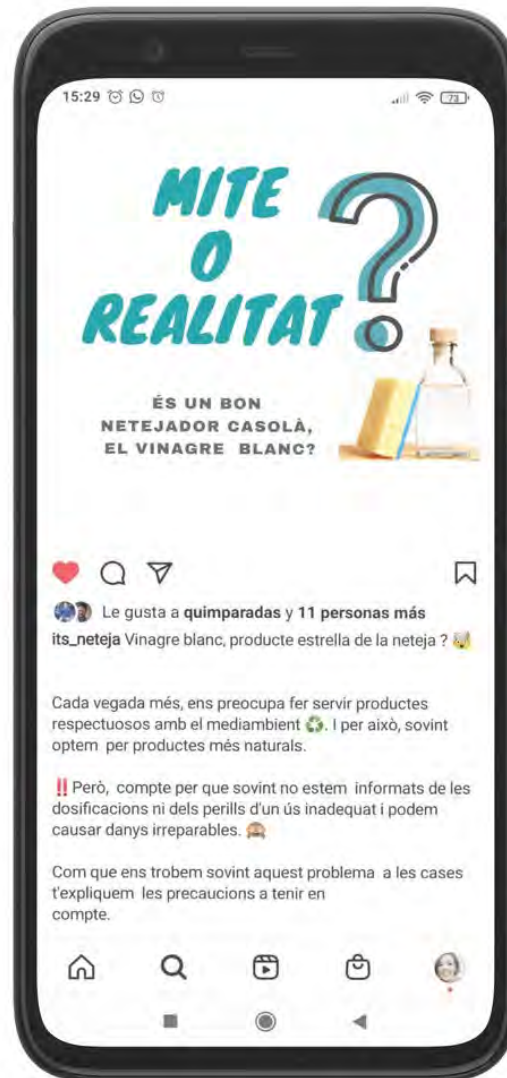 15:29
73
MITE
O
REALITAT
?
ÉS UN BON
NETEJADOR CASOLÀ,
EL VINAGRE BLANC?
Le gusta a quimparadas y 11 personas más
its_neteja Vinagre blanc, producte estrella de la neteja ? 🤯
Cada vegada més, ens preocupa fer servir productes
respectuosos amb el mediambient ♻️. I per això, sovint
optem per productes més naturals.
‼️ Però, compte per que sovint no estem informats de les
dosificacions ni dels perills d'un ús inadequat i podem
causar danys irreparables. 🙈
Com que ens trobem sovint aquest problema a les cases
t'expliquem les precaucions a tenir en
compte.